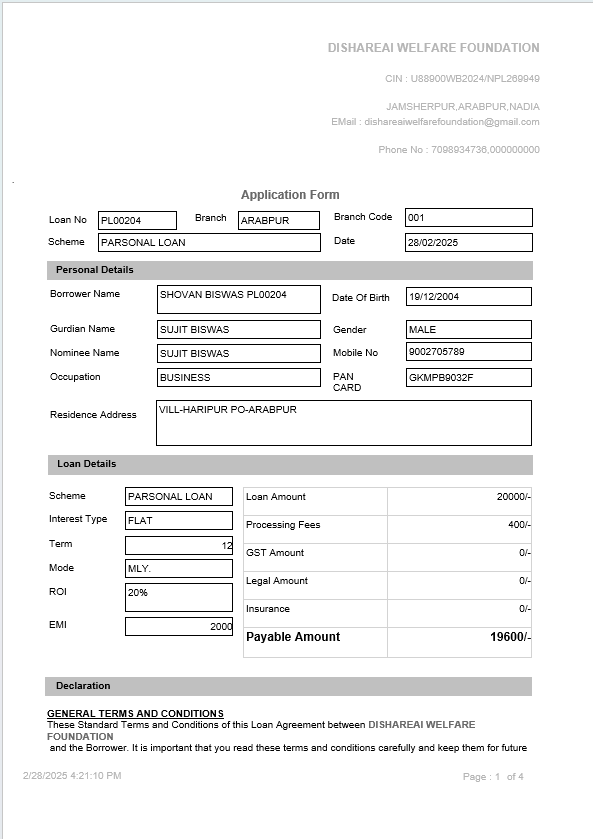 DISHAREAI WELFARE FOUNDATION
CIN : U88900WB2024/NPL269949
JAMSHERPUR,ARABPUR,NADIA
EMail : dishareaiwelfarefoundation@gmail.com
Phone No : 7098934736,000000000
Application Form
Loan No PL00204 Branch ARABPUR Branch Code 001
Scheme PARSONAL LOAN Date 28/02/2025
Personal Details
Borrower Name SHOVAN BISWAS PL00204 Date Of Birth 19/12/2004
Gurdian Name SUJIT BISWAS Gender MALE
Nominee Name SUJIT BISWAS Mobile No 9002705789
Occupation BUSINESS PAN CARD GKMPB9032F
Residence Address VILL-HARIPUR PO-ARABPUR
Loan Details
Scheme PARSONAL LOAN Loan Amount 20000/-
Interest Type FLAT Processing Fees 400/-
Term 12 GST Amount 0/-
Mode MLY. Legal Amount 0/-
ROI 20% Insurance 0/-
EMI 2000 Payable Amount 19600/-
Declaration
GENERAL TERMS AND CONDITIONS
These Standard Terms and Conditions of this Loan Agreement between DISHAREAI WELFARE
FOUNDATION
and the Borrower. It is important that you read these terms and conditions carefully and keep them for future
2/28/2025 4:21:10 PM Page : 1 of 4